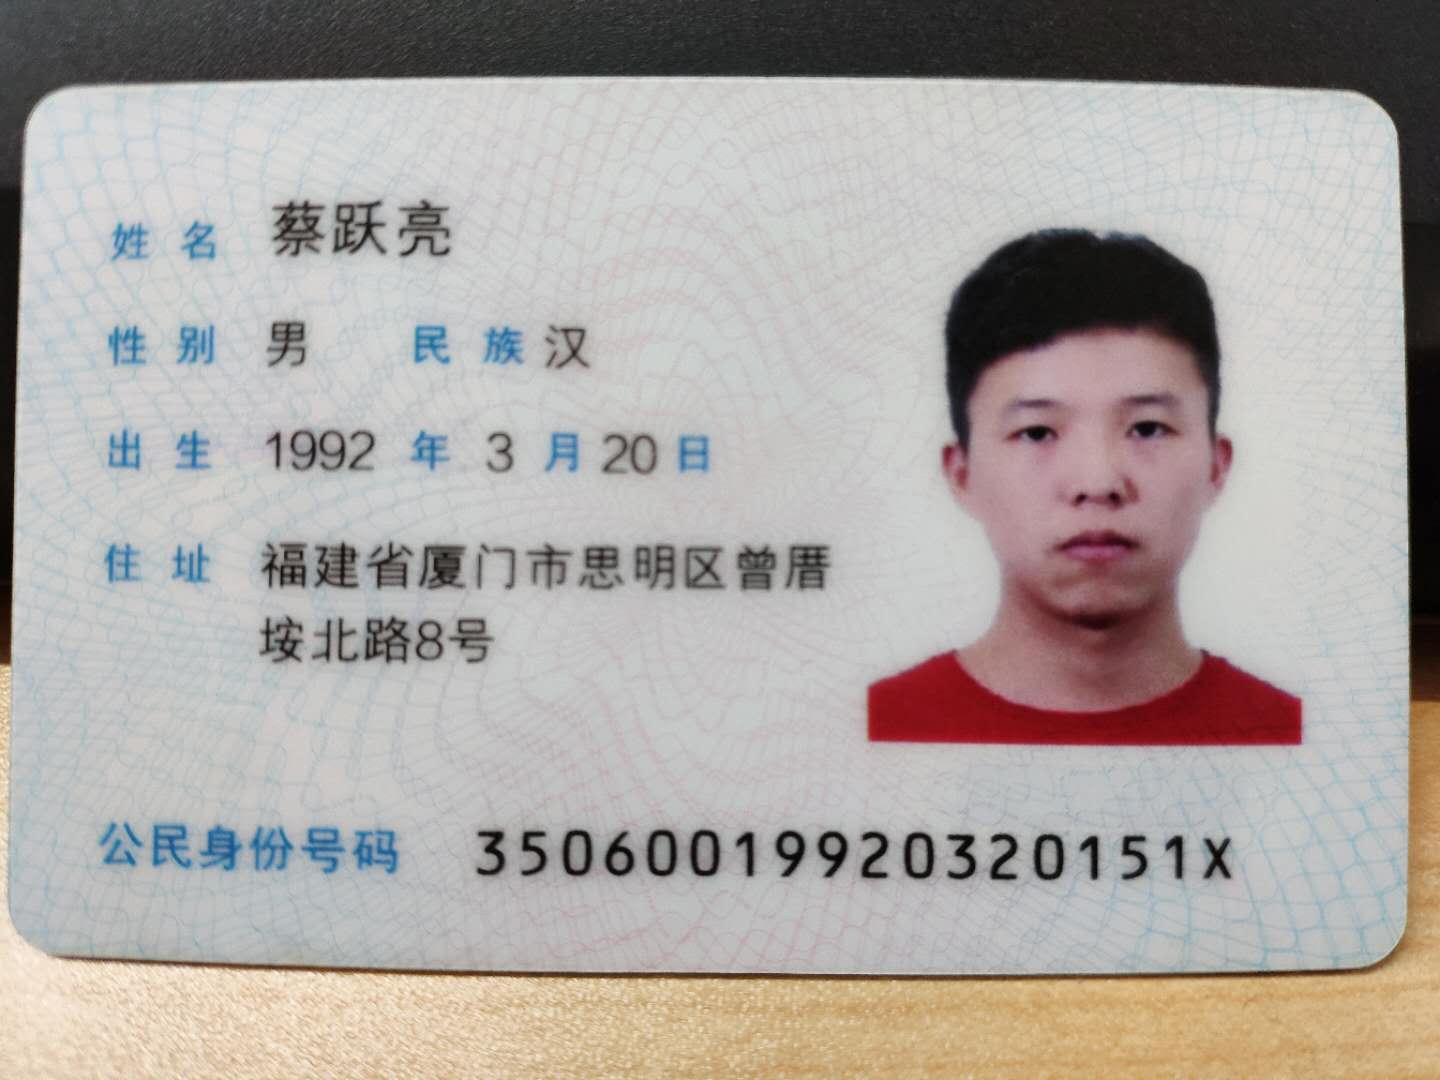 姓名 蔡跃亮
性别 男 民族 汉
出生 1992 年 3 月 20 日
住址 福建省厦门市思明区曾厝
垵北路8号
公民身份号码 35060019920320151X